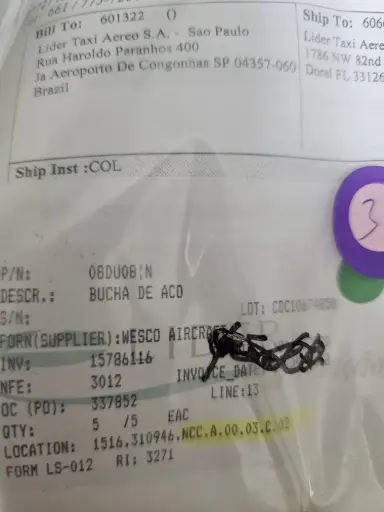 Bill To: 601322 ()
Lider Taxi Aereo S.A. - Sao Paulo
Rua Haroldo Paranhos 400
Ja Aeroporto De Congonhas SP 04357-060
Brazil
Ship To: 606
Lider Taxi Aere
1786 NW 82nd
Doral FL 33126
Ship Inst :COL
3
P/N: 08DU08¦N
DESCR.: BUCHA DE ACO
S/N:
LOT:
FORN(SUPPLIER):WESCO AIRCRAFT
INV: 15786116
INVOICE_DATE
NFE: 3012
LINE:13
OC (PO): 337852
QTY: 5 /5 EAC
LOCATION: 1516.310946.NCC.A.00.03.C.03
FORM LS-012 RI: 3271